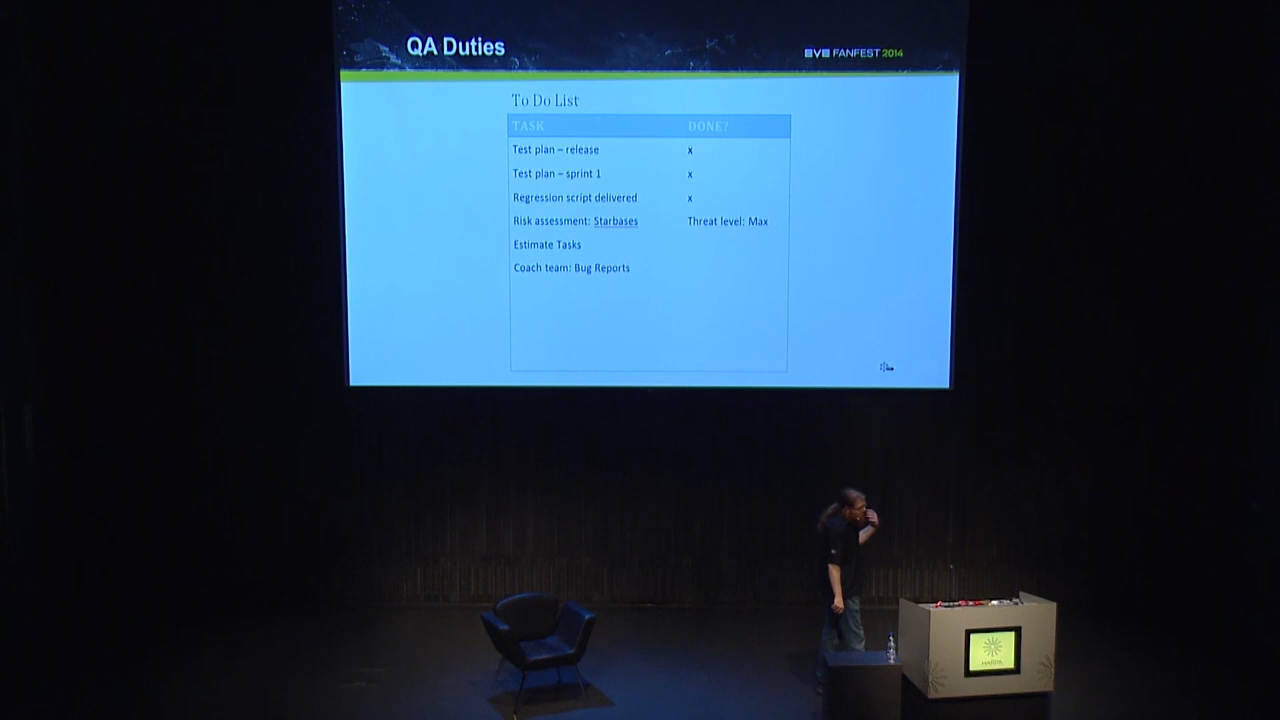 QA Duties
EVE FANFEST 2014
To Do List
TASK DONE?
Test plan – release x
Test plan – sprint 1 x
Regression script delivered x
Risk assessment: Starbases Threat level: Max
Estimate Tasks
Coach team: Bug Reports
HARPA